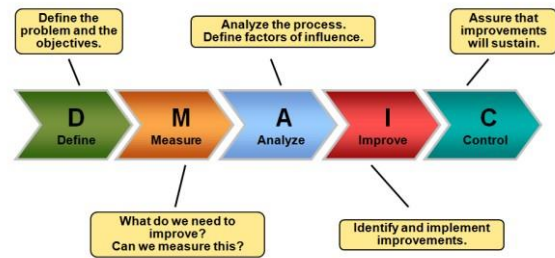 Define the
problem and the
objectives.
Analyze the process.
Define factors of influence.
Assure that
improvements
will sustain.
D
Define
M
Measure
A
Analyze
I
Improve
C
Control
What do we need to
improve?
Can we measure this?
Identify and implement
improvements.